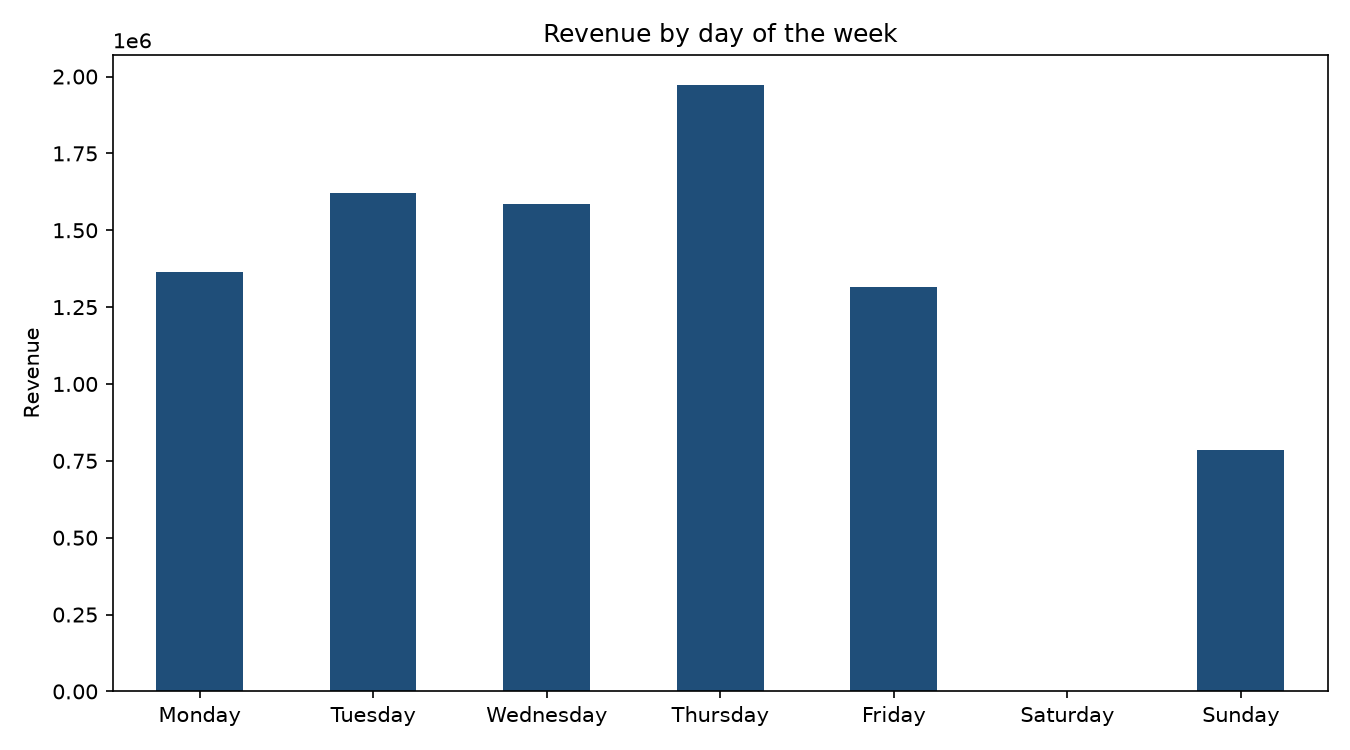 Revenue by day of the week
1e6
2.00
1.75
1.50
1.25
1.00
0.75
0.50
0.25
0.00
Revenue
Monday Tuesday Wednesday Thursday Friday Saturday Sunday